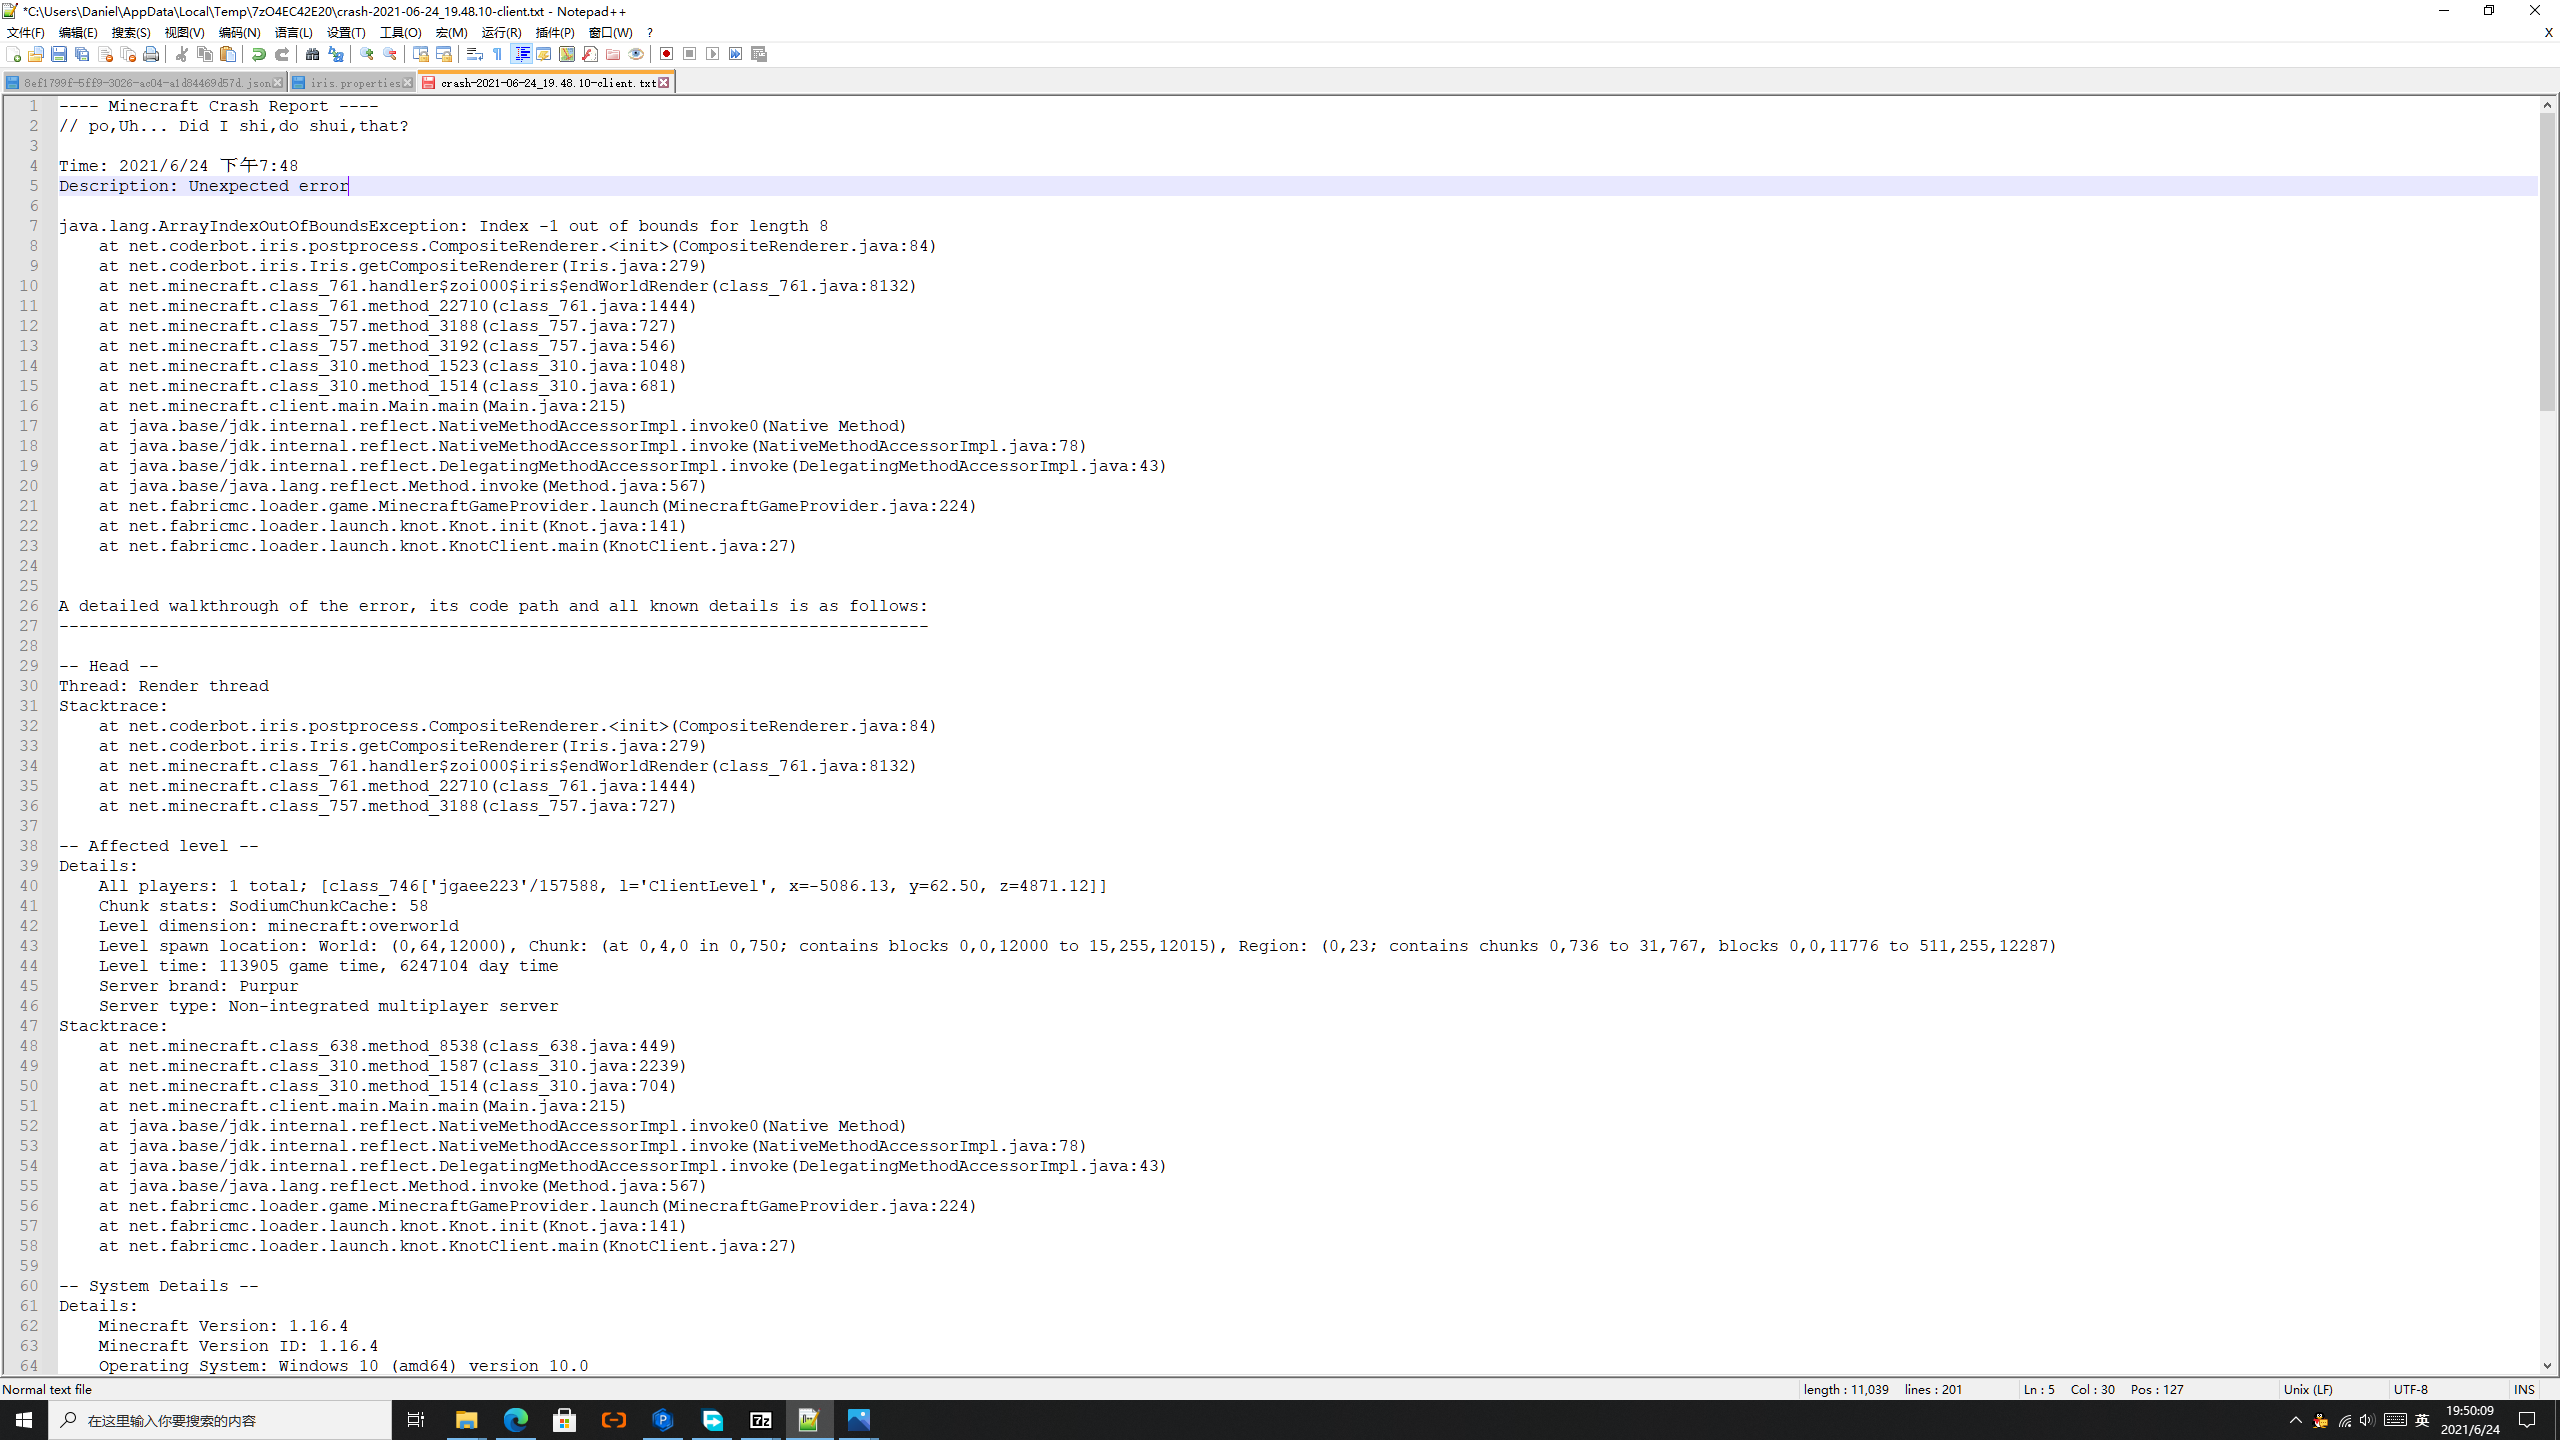 *C:\Users\Daniel\AppData\Local\Temp\7zO4EC42E20\crash-2021-06-24_19.48.10-client.txt - Notepad++
文件(F) 编辑(E) 搜索(S) 视图(V) 编码(N) 语言(L) 设置(T) 工具(O) 宏(M) 运行(R) 插件(P) 窗口(W) ? X
8ef1799f-5ff9-3026-ac04-a1d84469d57d.json iris.properties crash-2021-06-24_19.48.10-client.txt
1 ---- Minecraft Crash Report ----
2 // po,Uh... Did I shi,do shui,that?
3
4 Time: 2021/6/24 下午7:48
5 Description: Unexpected error
6
7 java.lang.ArrayIndexOutOfBoundsException: Index -1 out of bounds for length 8
8 at net.coderbot.iris.postprocess.CompositeRenderer.<init>(CompositeRenderer.java:84)
9 at net.coderbot.iris.Iris.getCompositeRenderer(Iris.java:279)
10 at net.minecraft.class_761.handler$zoi000$iris$endWorldRender(class_761.java:8132)
11 at net.minecraft.class_761.method_22710(class_761.java:1444)
12 at net.minecraft.class_757.method_3188(class_757.java:727)
13 at net.minecraft.class_757.method_3192(class_757.java:546)
14 at net.minecraft.class_310.method_1523(class_310.java:1048)
15 at net.minecraft.class_310.method_1514(class_310.java:681)
16 at net.minecraft.client.main.Main.main(Main.java:215)
17 at java.base/jdk.internal.reflect.NativeMethodAccessorImpl.invoke0(Native Method)
18 at java.base/jdk.internal.reflect.NativeMethodAccessorImpl.invoke(NativeMethodAccessorImpl.java:78)
19 at java.base/jdk.internal.reflect.DelegatingMethodAccessorImpl.invoke(DelegatingMethodAccessorImpl.java:43)
20 at java.base/java.lang.reflect.Method.invoke(Method.java:567)
21 at net.fabricmc.loader.game.MinecraftGameProvider.launch(MinecraftGameProvider.java:224)
22 at net.fabricmc.loader.launch.knot.Knot.init(Knot.java:141)
23 at net.fabricmc.loader.launch.knot.KnotClient.main(KnotClient.java:27)
24
25
26 A detailed walkthrough of the error, its code path and all known details is as follows:
27 ---------------------------------------------------------------------------------------
28
29 -- Head --
30 Thread: Render thread
31 Stacktrace:
32 at net.coderbot.iris.postprocess.CompositeRenderer.<init>(CompositeRenderer.java:84)
33 at net.coderbot.iris.Iris.getCompositeRenderer(Iris.java:279)
34 at net.minecraft.class_761.handler$zoi000$iris$endWorldRender(class_761.java:8132)
35 at net.minecraft.class_761.method_22710(class_761.java:1444)
36 at net.minecraft.class_757.method_3188(class_757.java:727)
37
38 -- Affected level --
39 Details:
40 All players: 1 total; [class_746['jgaee223'/157588, l='ClientLevel', x=-5086.13, y=62.50, z=4871.12]]
41 Chunk stats: SodiumChunkCache: 58
42 Level dimension: minecraft:overworld
43 Level spawn location: World: (0,64,12000), Chunk: (at 0,4,0 in 0,750; contains blocks 0,0,12000 to 15,255,12015), Region: (0,23; contains chunks 0,736 to 31,767, blocks 0,0,11776 to 511,255,12287)
44 Level time: 113905 game time, 6247104 day time
45 Server brand: Purpur
46 Server type: Non-integrated multiplayer server
47 Stacktrace:
48 at net.minecraft.class_638.method_8538(class_638.java:449)
49 at net.minecraft.class_310.method_1587(class_310.java:2239)
50 at net.minecraft.class_310.method_1514(class_310.java:704)
51 at net.minecraft.client.main.Main.main(Main.java:215)
52 at java.base/jdk.internal.reflect.NativeMethodAccessorImpl.invoke0(Native Method)
53 at java.base/jdk.internal.reflect.NativeMethodAccessorImpl.invoke(NativeMethodAccessorImpl.java:78)
54 at java.base/jdk.internal.reflect.DelegatingMethodAccessorImpl.invoke(DelegatingMethodAccessorImpl.java:43)
55 at java.base/java.lang.reflect.Method.invoke(Method.java:567)
56 at net.fabricmc.loader.game.MinecraftGameProvider.launch(MinecraftGameProvider.java:224)
57 at net.fabricmc.loader.launch.knot.Knot.init(Knot.java:141)
58 at net.fabricmc.loader.launch.knot.KnotClient.main(KnotClient.java:27)
59
60 -- System Details --
61 Details:
62 Minecraft Version: 1.16.4
63 Minecraft Version ID: 1.16.4
64 Operating System: Windows 10 (amd64) version 10.0
Normal text file length : 11,039 lines : 201 Ln : 5 Col : 30 Pos : 127 Unix (LF) UTF-8 INS
在这里输入你要搜索的内容 7z 英 19:50:09
2021/6/24